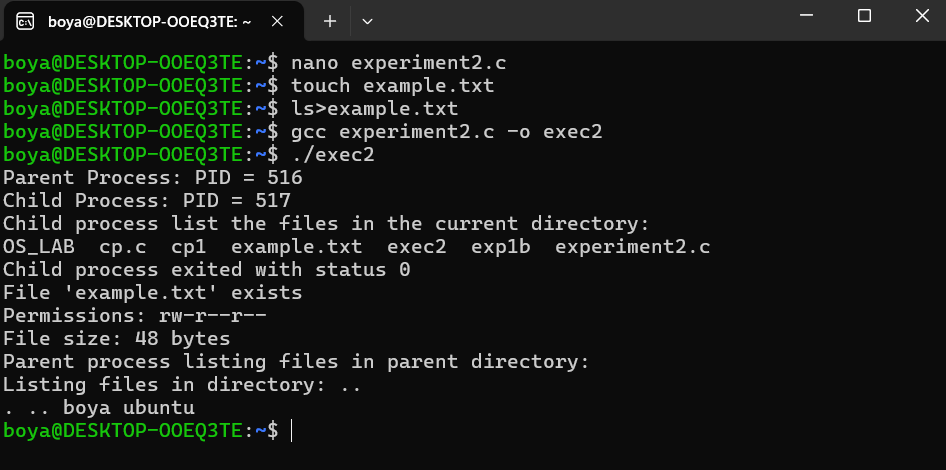 boya@DESKTOP-OOEQ3TE: ~
boya@DESKTOP-OOEQ3TE:~$ nano experiment2.c
boya@DESKTOP-OOEQ3TE:~$ touch example.txt
boya@DESKTOP-OOEQ3TE:~$ ls>example.txt
boya@DESKTOP-OOEQ3TE:~$ gcc experiment2.c -o exec2
boya@DESKTOP-OOEQ3TE:~$ ./exec2
Parent Process: PID = 516
Child Process: PID = 517
Child process list the files in the current directory:
OS_LAB  cp.c  cp1  example.txt  exec2  exp1b  experiment2.c
Child process exited with status 0
File 'example.txt' exists
Permissions: rw-r--r--
File size: 48 bytes
Parent process listing files in parent directory:
Listing files in directory: ..
. .. boya ubuntu
boya@DESKTOP-OOEQ3TE:~$